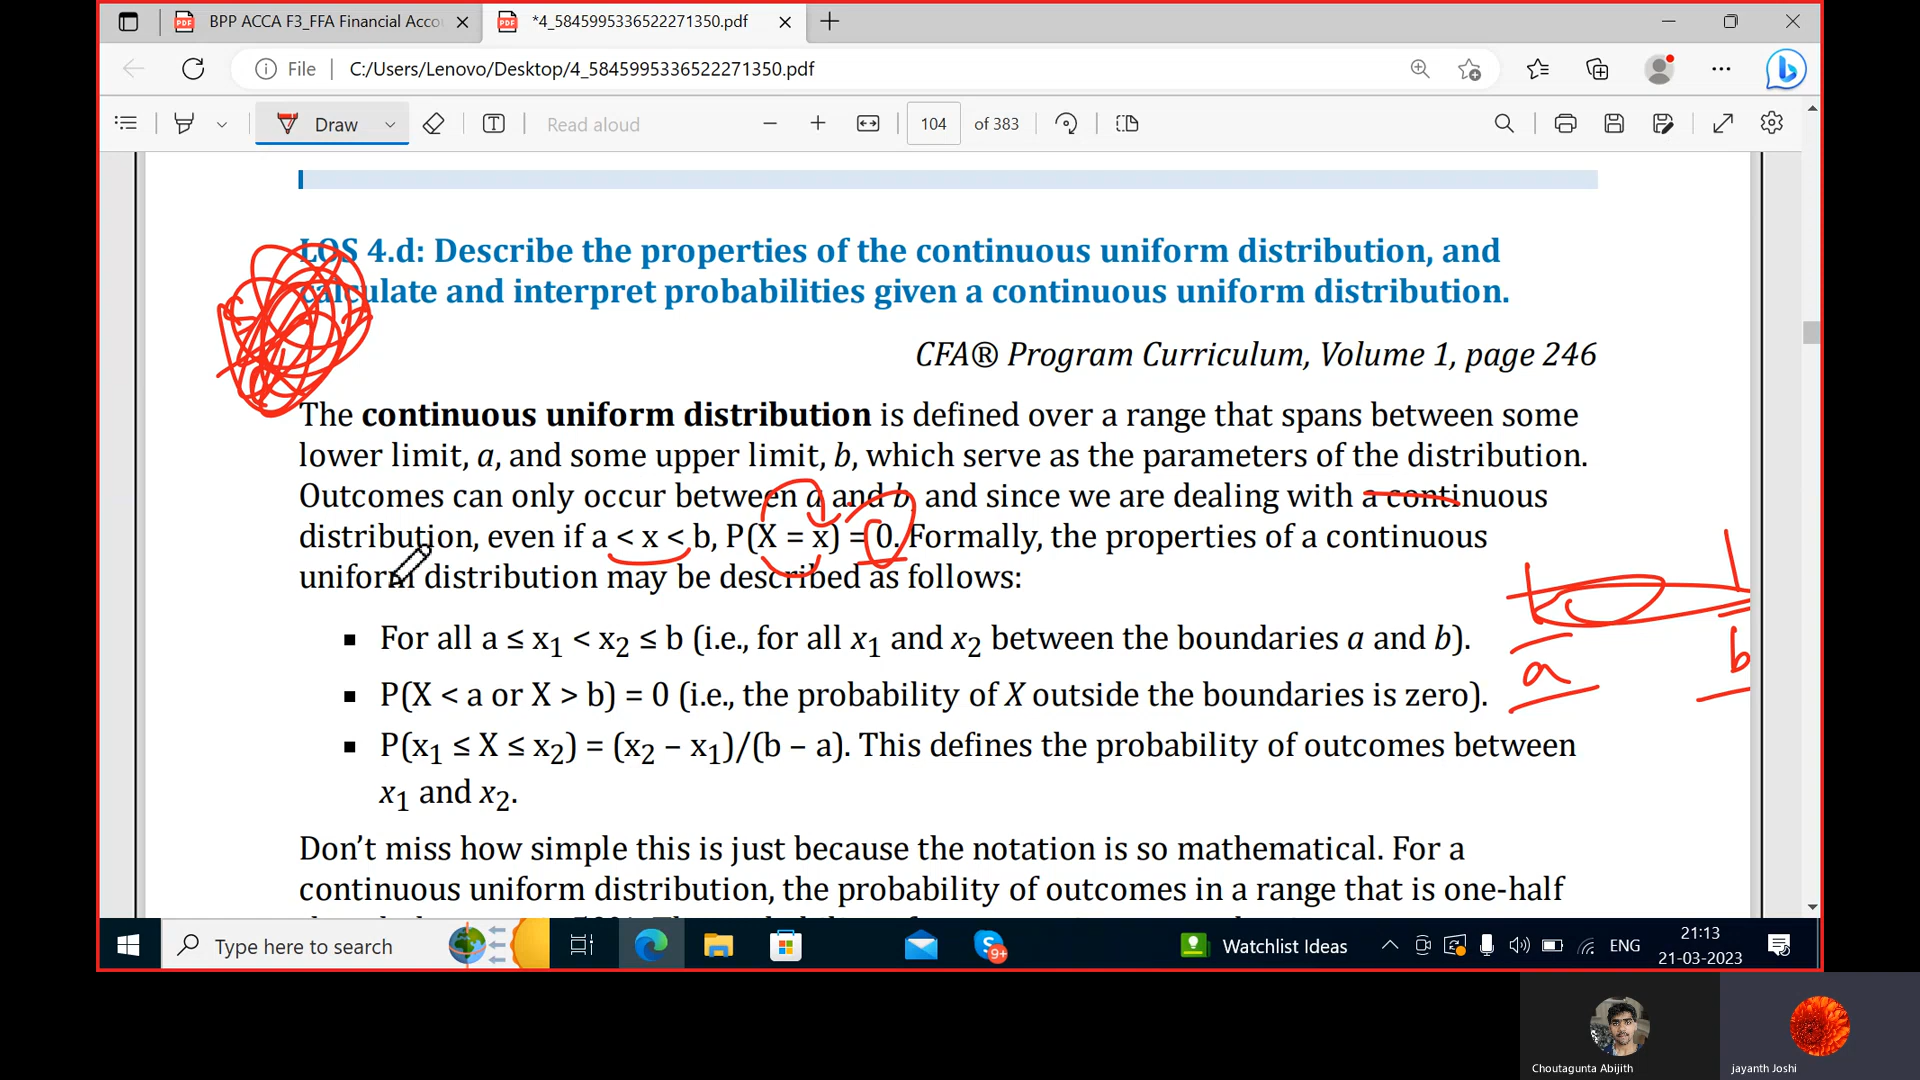 BPP ACCA F3_FFA Financial Acco
*4_5845995336522271350.pdf
File
C:/Users/Lenovo/Desktop/4_5845995336522271350.pdf
Draw
Read aloud
104
of 383
LOS 4.d: Describe the properties of the continuous uniform distribution, and
calculate and interpret probabilities given a continuous uniform distribution.
CFA® Program Curriculum, Volume 1, page 246
The continuous uniform distribution is defined over a range that spans between some
lower limit, a, and some upper limit, b, which serve as the parameters of the distribution.
Outcomes can only occur between a and b, and since we are dealing with a continuous
distribution, even if a < x < b, P(X = x) = 0. Formally, the properties of a continuous
uniform distribution may be described as follows:
▪ For all a ≤ x₁ < x₂ ≤ b (i.e., for all x₁ and x₂ between the boundaries a and b).
▪ P(X < a or X > b) = 0 (i.e., the probability of X outside the boundaries is zero).
▪ P(x₁ ≤ X ≤ x₂) = (x₂ – x₁)/(b – a). This defines the probability of outcomes between
x₁ and x₂.
a
b
Don't miss how simple this is just because the notation is so mathematical. For a
continuous uniform distribution, the probability of outcomes in a range that is one-half
Type here to search
9+
Watchlist Ideas
ENG
21:13
21-03-2023
Choutagunta Abijith
jayanth Joshi